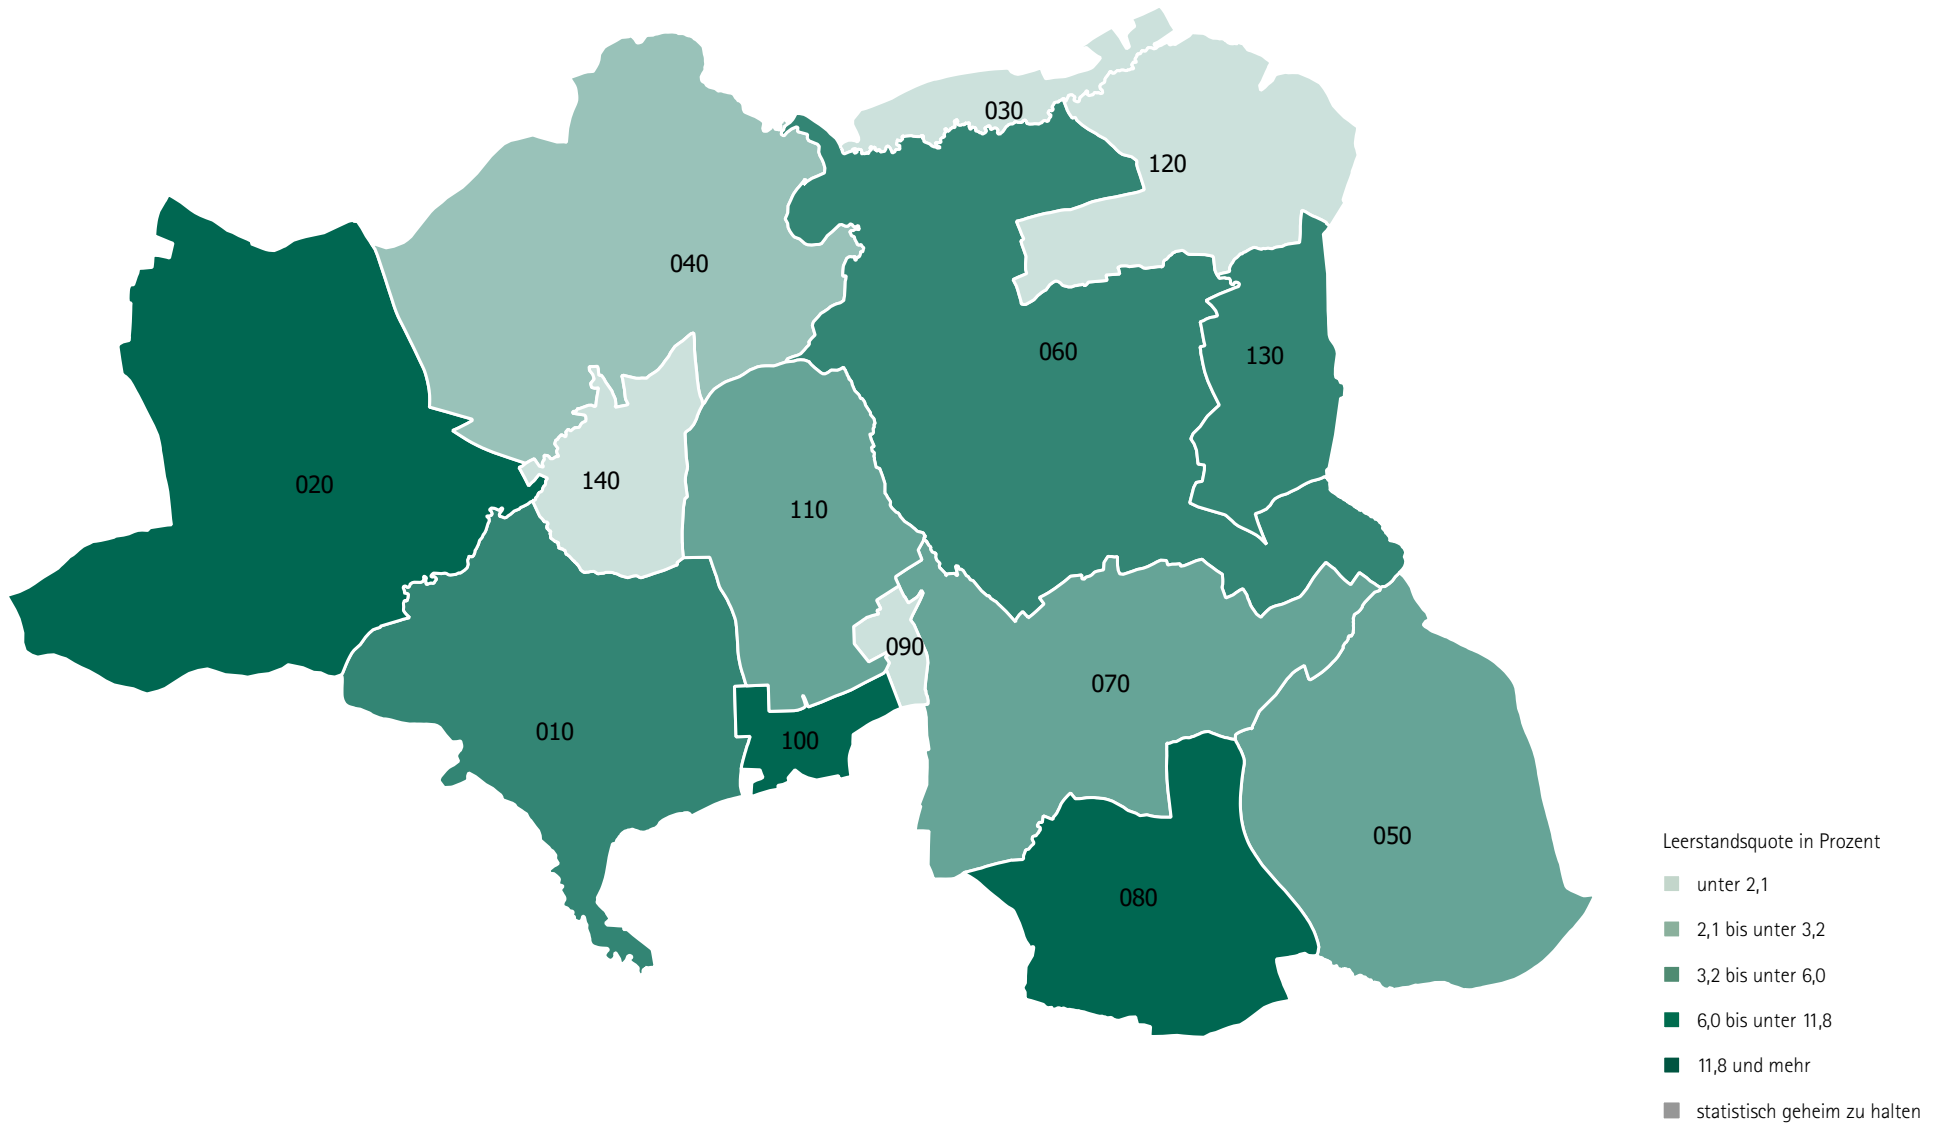 030
120
040
060
130
020
140
110
090
070
010
100
050
080
Leerstandsquote in Prozent
unter 2,1
2,1 bis unter 3,2
3,2 bis unter 6,0
6,0 bis unter 11,8
11,8 und mehr
statistisch geheim zu halten